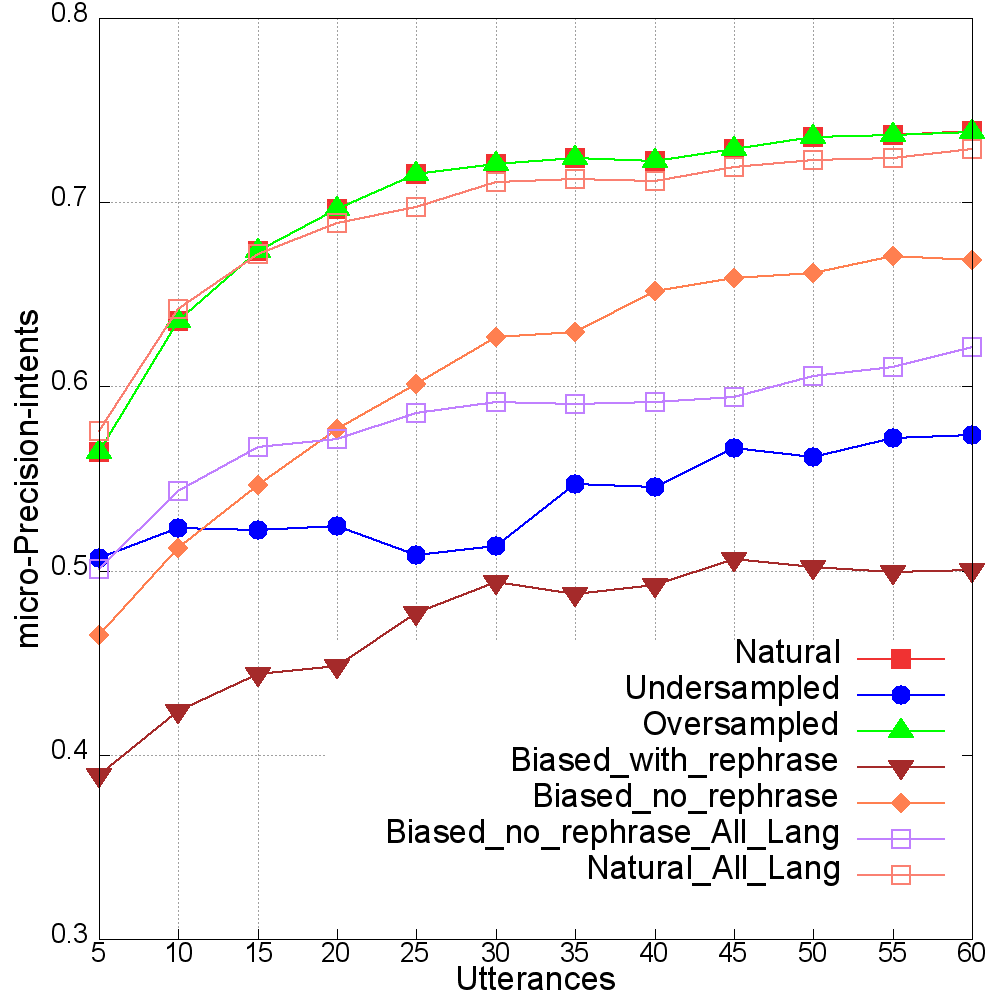 0.8
0.7
0.6
0.5
0.4
0.3
micro-Precision-intents
Natural
Undersampled
Oversampled
Biased_with_rephrase
Biased_no_rephrase
Biased_no_rephrase_All_Lang
Natural_All_Lang
5 10 15 20 25 30 35 40 45 50 55 60
Utterances